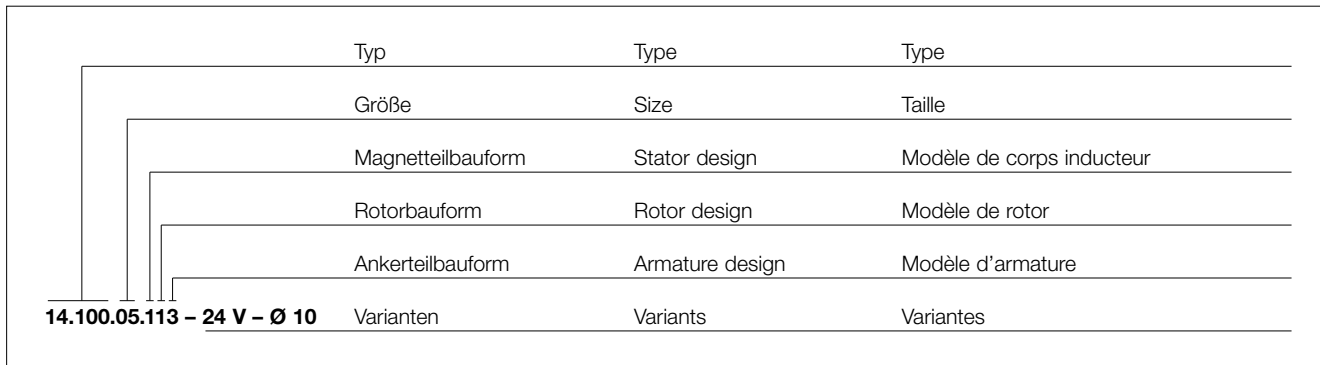 Typ Type Type
Größe Size Taille
Magnetteilbauform Stator design Modèle de corps inducteur
Rotorbauform Rotor design Modèle de rotor
Ankerteilbauform Armature design Modèle d’armature
14.100.05.113 – 24 V – Ø 10 Varianten Variants Variantes